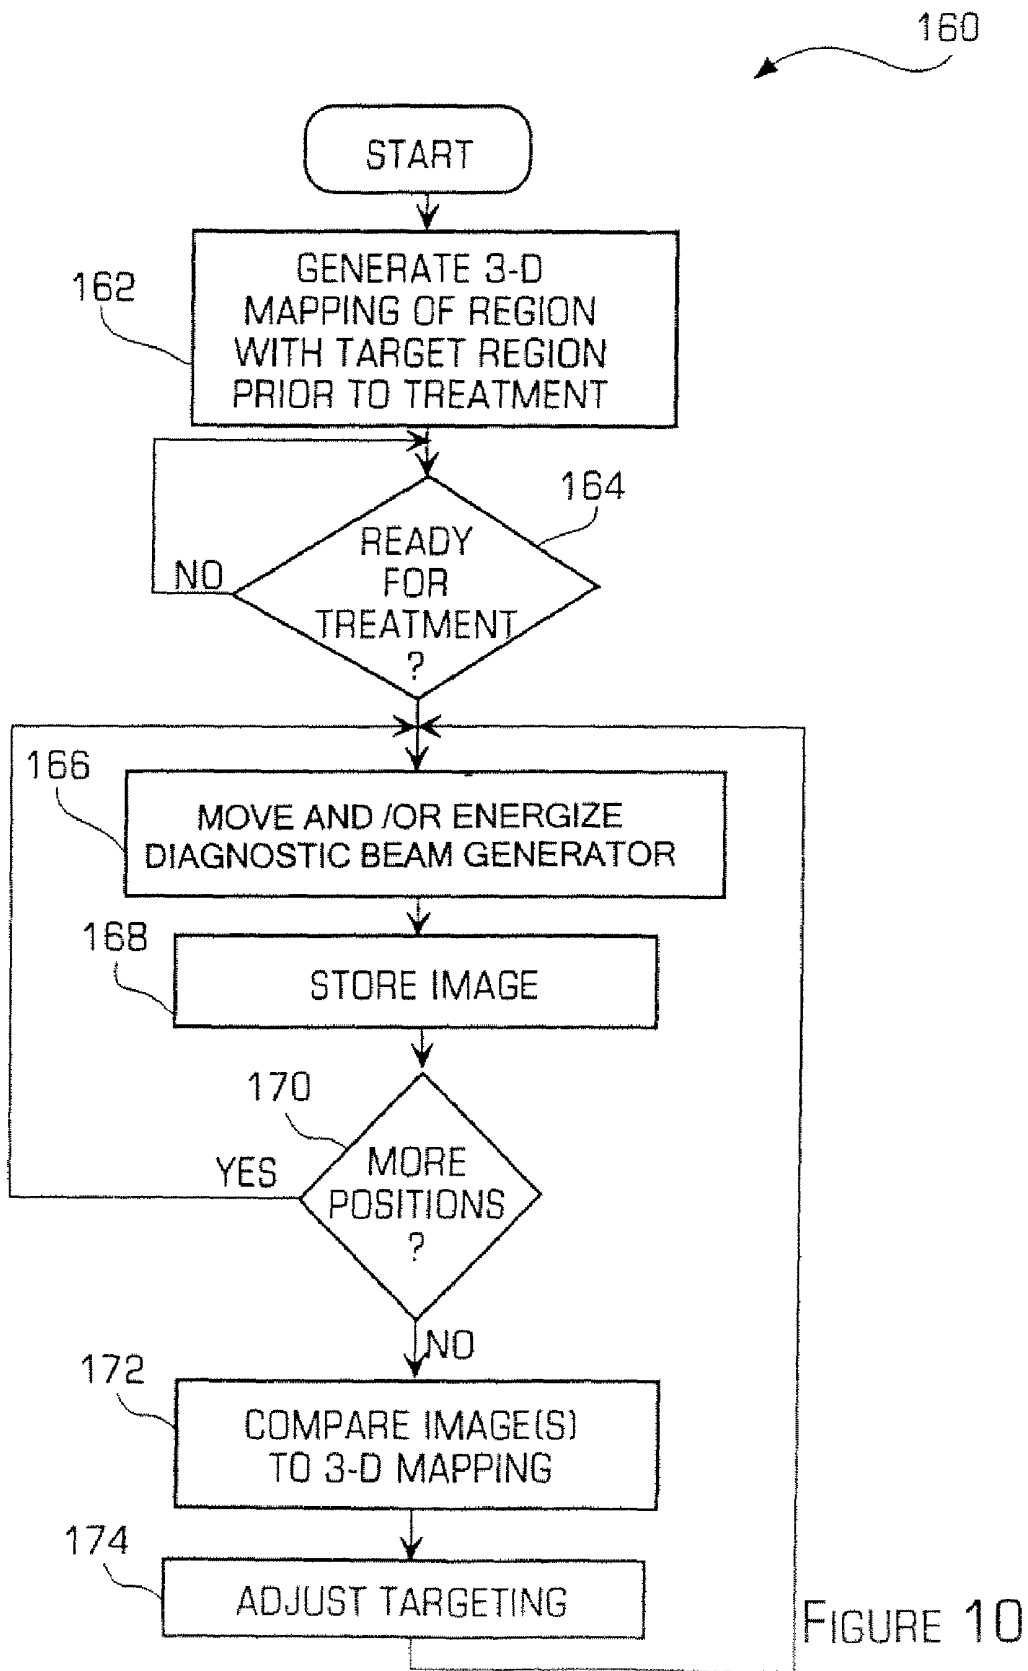 160
START
162
GENERATE 3-D
MAPPING OF REGION
WITH TARGET REGION
PRIOR TO TREATMENT
164
READY
FOR
TREATMENT
?
NO
166
MOVE AND /OR ENERGIZE
DIAGNOSTIC BEAM GENERATOR
168
STORE IMAGE
170
MORE
POSITIONS
?
YES
NO
172
COMPARE IMAGE(S)
TO 3-D MAPPING
174
ADJUST TARGETING
FIGURE 10